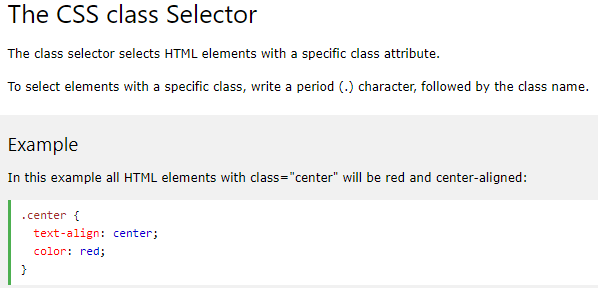 The CSS class Selector
The class selector selects HTML elements with a specific class attribute.
To select elements with a specific class, write a period (.) character, followed by the class name.
Example
In this example all HTML elements with class="center" will be red and center-aligned:
.center {
  text-align: center;
  color: red;
}